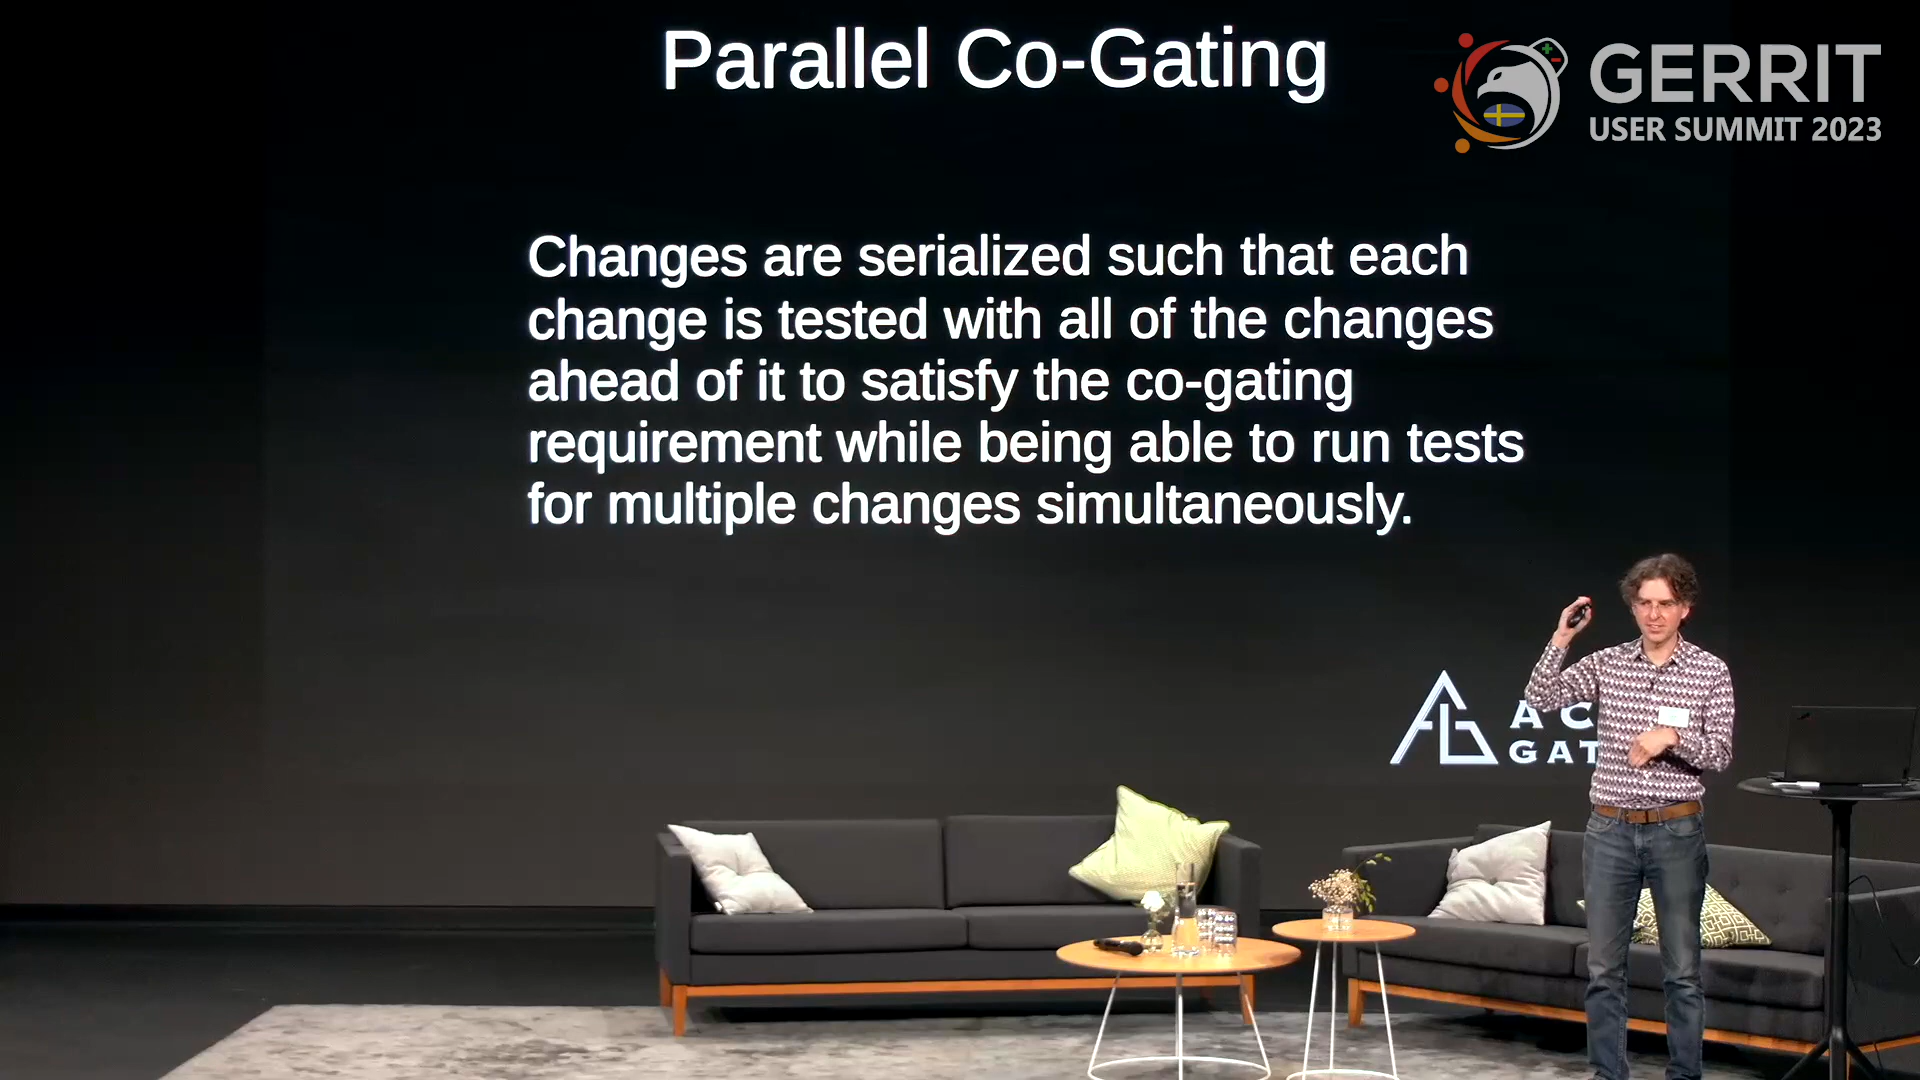 Parallel Co-Gating
GERRIT
USER SUMMIT 2023
Changes are serialized such that each
change is tested with all of the changes
ahead of it to satisfy the co-gating
requirement while being able to run tests
for multiple changes simultaneously.